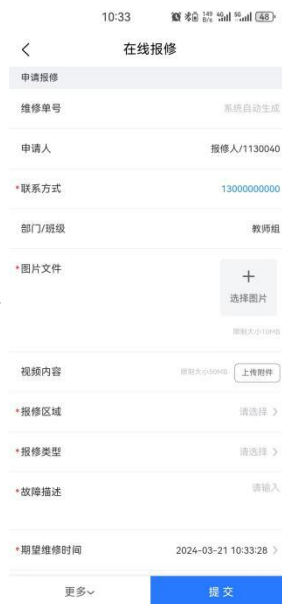 10:33 149 B/s 4G 5G 48
在线报修
申请报修
维修单号 系统自动生成
申请人 报修人/1130040
*联系方式 13000000000
部门/班级 教师组
*图片文件
+
选择图片
限制大小10MB
视频内容 限制大小50MB 上传附件
*报修区域 请选择 >
*报修类型 请选择 >
*故障描述 请输入
*期望维修时间 2024-03-21 10:33:28 >
更多 提交